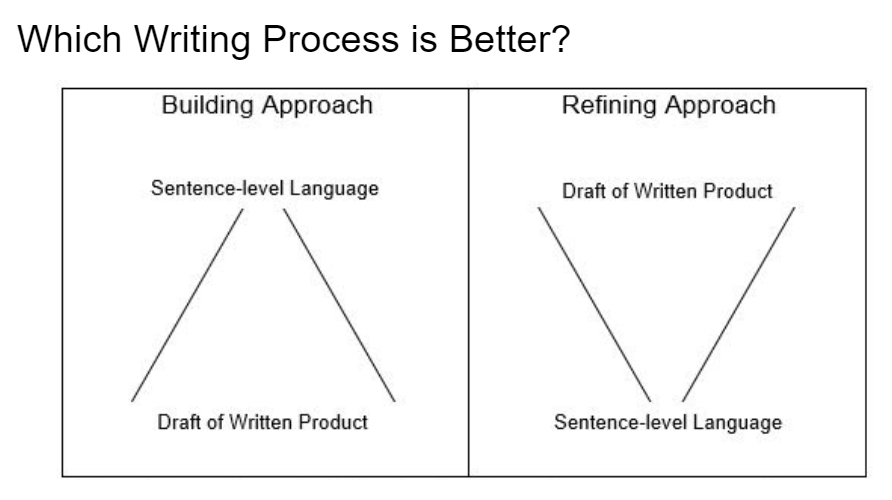 Which Writing Process is Better?
Building Approach
Sentence-level Language
Draft of Written Product
Refining Approach
Draft of Written Product
Sentence-level Language